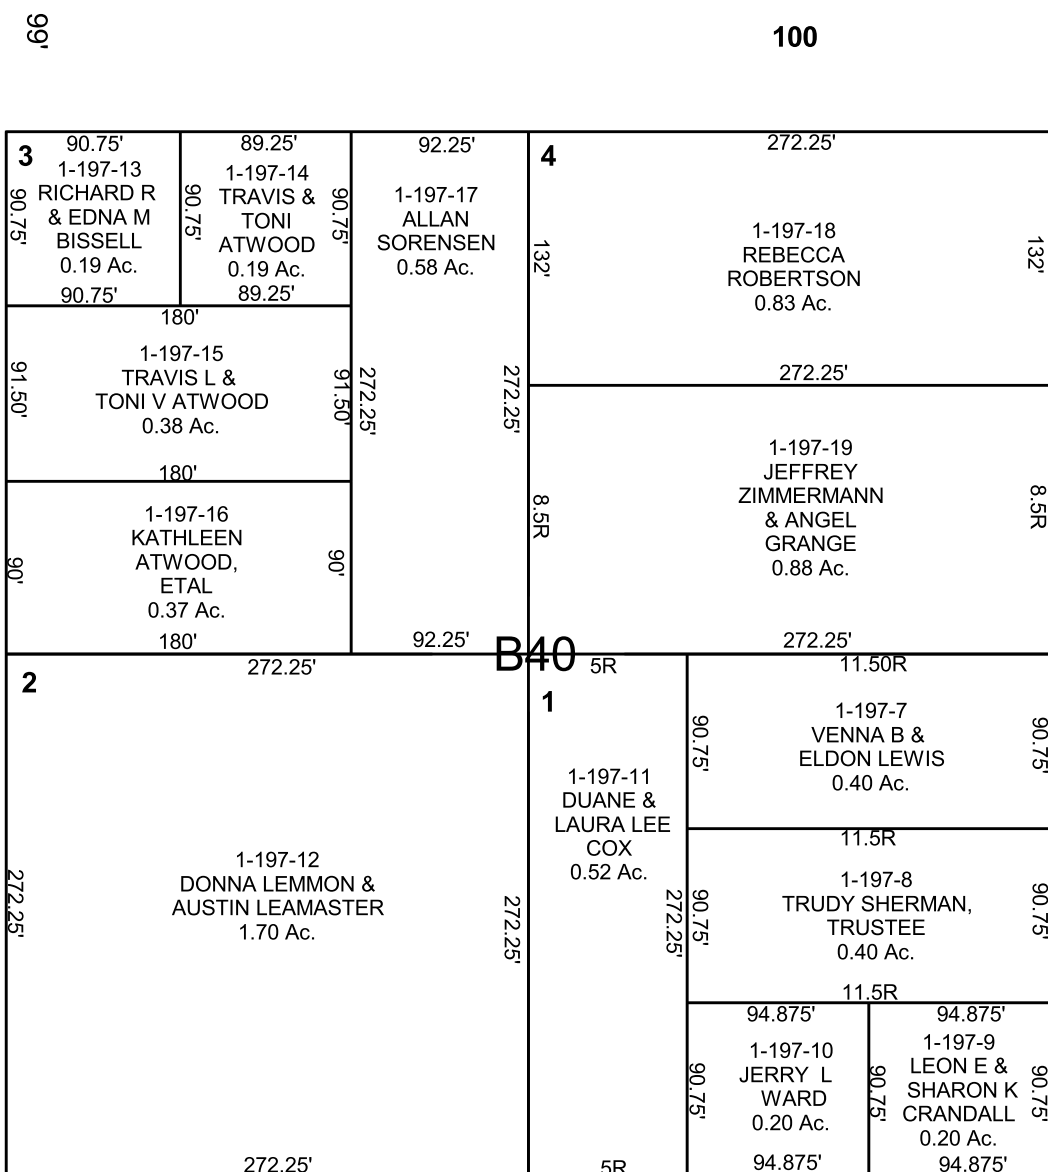 99'
100
3
90.75'
1-197-13
RICHARD R
& EDNA M
BISSELL
0.19 Ac.
90.75'
90.75'
89.25'
1-197-14
TRAVIS &
TONI
ATWOOD
0.19 Ac.
90.75'
90.75'
89.25'
92.25'
1-197-17
ALLAN
SORENSEN
0.58 Ac.
272.25'
272.25'
92.25'
4
272.25'
1-197-18
REBECCA
ROBERTSON
0.83 Ac.
132'
132'
272.25'
180'
1-197-15
TRAVIS L &
TONI V ATWOOD
0.38 Ac.
91.50'
91.50'
180'
1-197-16
KATHLEEN
ATWOOD,
ETAL
0.37 Ac.
90'
90'
180'
1-197-19
JEFFREY
ZIMMERMANN
& ANGEL
GRANGE
0.88 Ac.
8.5R
8.5R
272.25'
B40
2
272.25'
1-197-12
DONNA LEMMON &
AUSTIN LEAMASTER
1.70 Ac.
272.25'
272.25'
272.25'
5R
1
1-197-11
DUANE &
LAURA LEE
COX
0.52 Ac.
272.25'
5R
11.50R
1-197-7
VENNA B &
ELDON LEWIS
0.40 Ac.
90.75'
90.75'
11.5R
1-197-8
TRUDY SHERMAN,
TRUSTEE
0.40 Ac.
90.75'
90.75'
11.5R
94.875'
1-197-10
JERRY L
WARD
0.20 Ac.
90.75'
90.75'
94.875'
94.875'
1-197-9
LEON E &
SHARON K
CRANDALL
0.20 Ac.
90.75'
94.875'